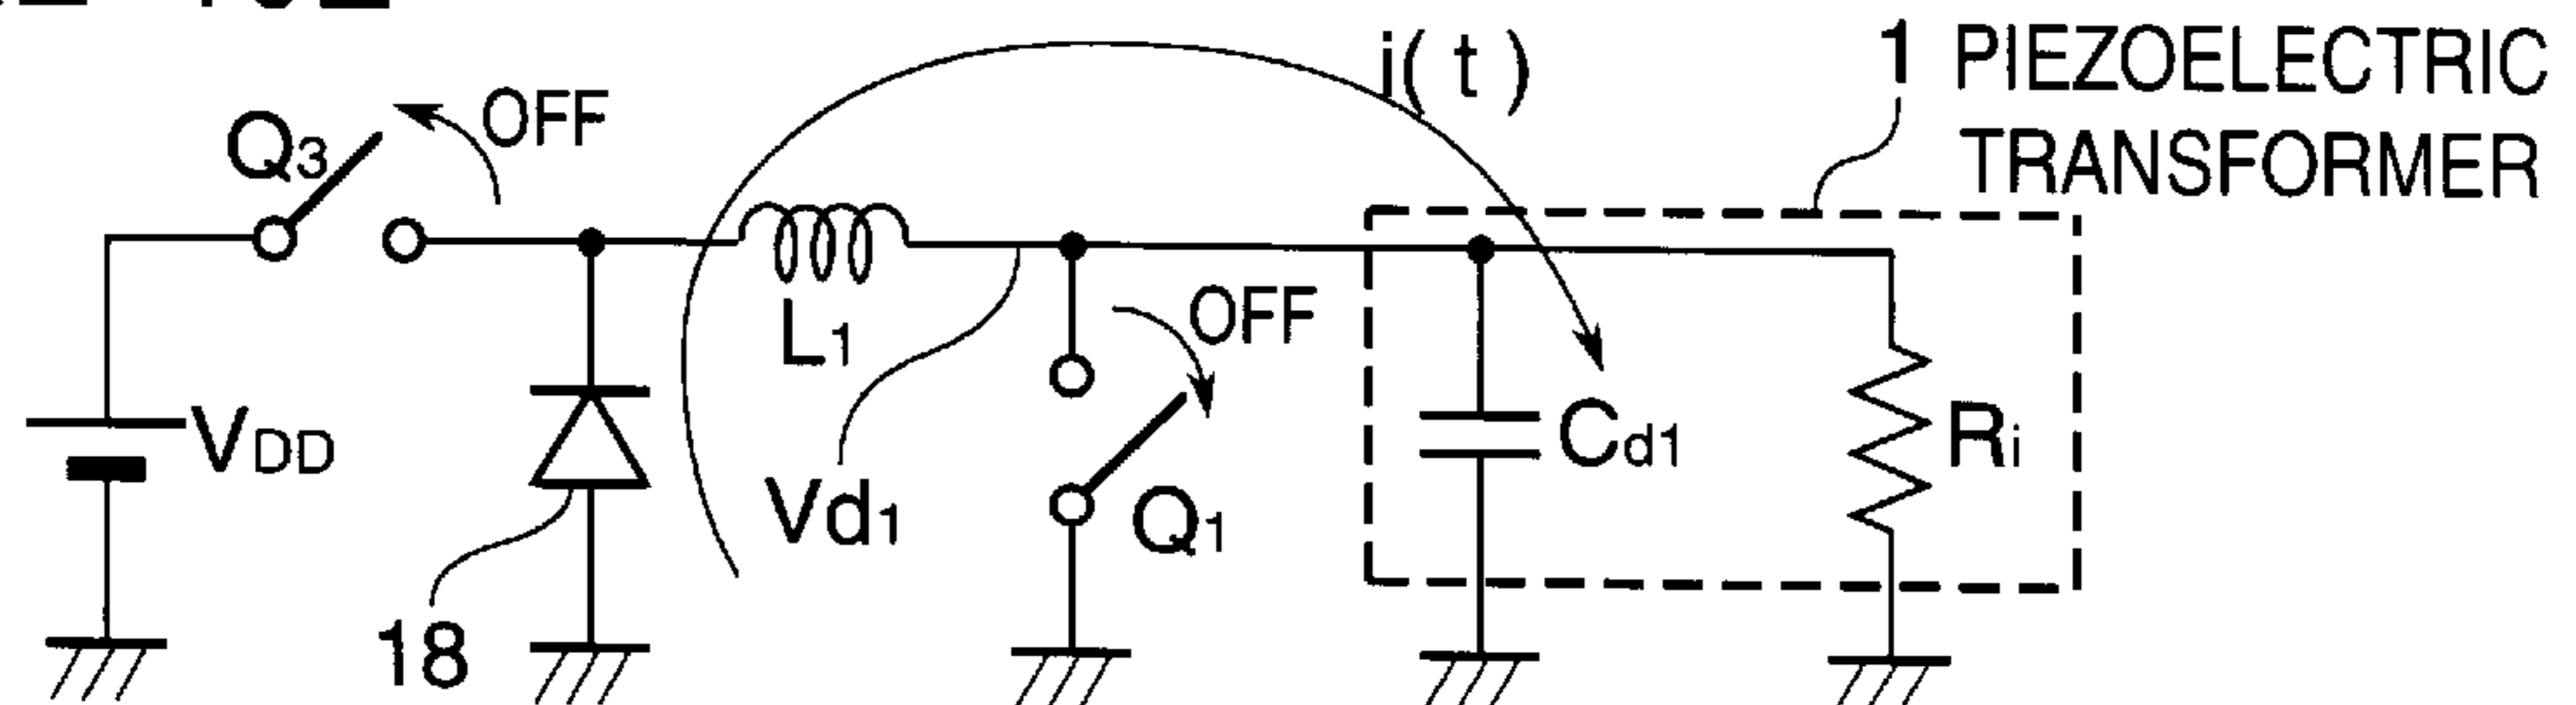 i( t )
1 PIEZOELECTRIC
TRANSFORMER
OFF
Q3
L1
OFF
VDD
Vd1
Q1
Cd1
Ri
18